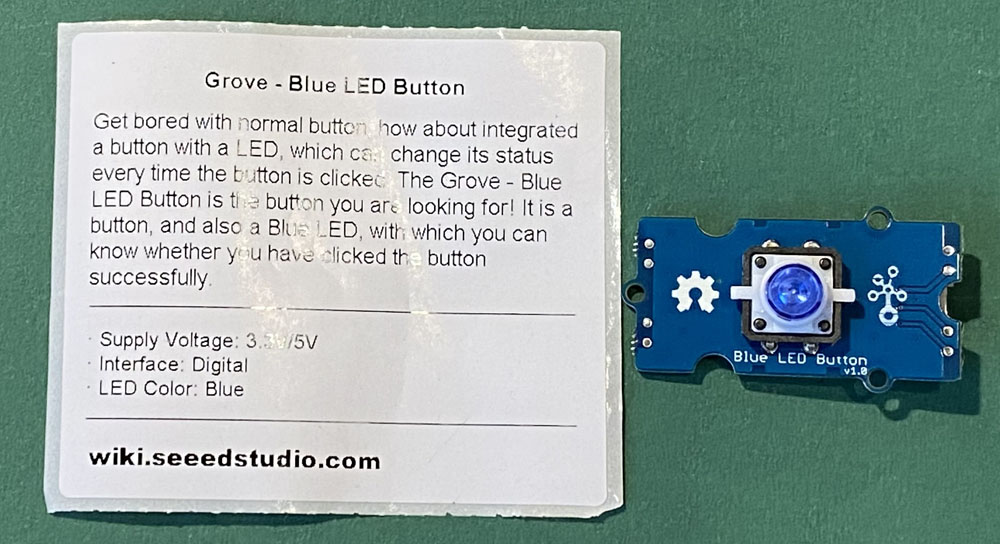 Grove - Blue LED Button
Get bored with normal button, how about integrated
a button with a LED, which can change its status
every time the button is clicked. The Grove - Blue
LED Button is the button you are looking for! It is a
button, and also a Blue LED, with which you can
know whether you have clicked the button
successfully.
· Supply Voltage: 3.3V/5V
· Interface: Digital
· LED Color: Blue
wiki.seeedstudio.com
Blue LED Button
v1.0